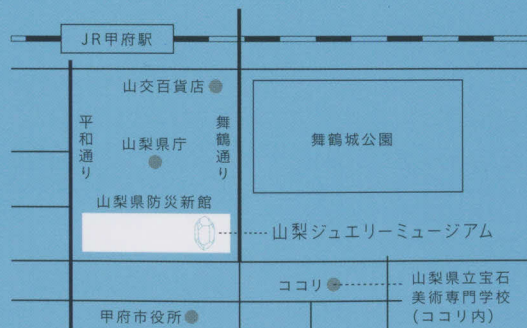 JR甲府駅
山交百貨店
平和通り
山梨県庁
舞鶴通り
舞鶴城公園
山梨県防災新館
山梨ジュエリーミュージアム
ココリ
山梨県立宝石
美術専門学校
(ココリ内)
甲府市役所